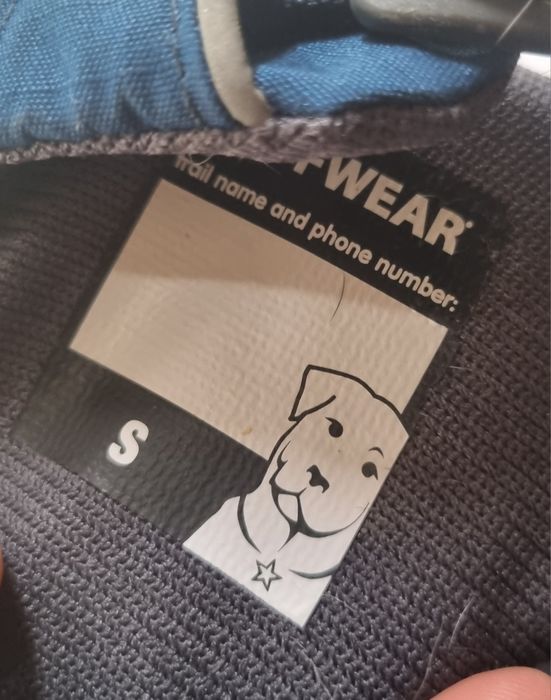 FWEAR®
Trail name and phone number:
S